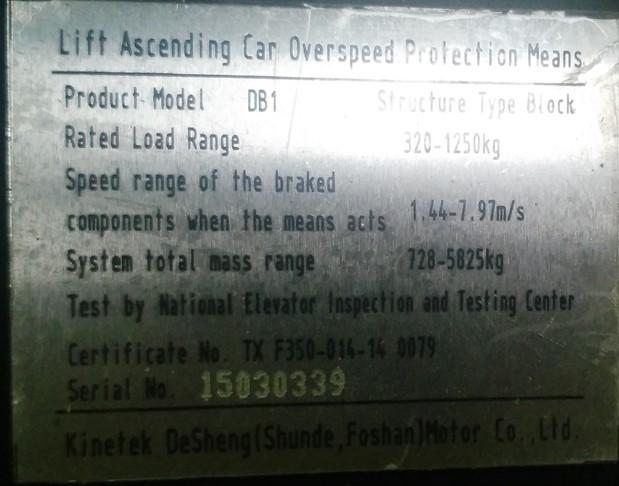 Lift Ascending Car Overspeed Protection Means
Product Model DB1 Structure Type Block
Rated Load Range 320-1250kg
Speed range of the braked
components when the means acts 1.44-7.97m/s
System total mass range 728-5825kg
Test by National Elevator Inspection and Testing Center
Certificate No. TX F350-014-14 0079
Serial No. 15030339
Kinetek DeSheng(Shunde,Foshan)Motor Co.,Ltd.